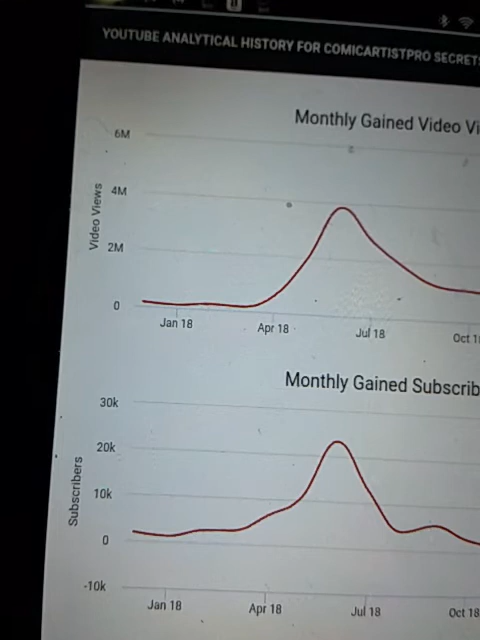 YOUTUBE ANALYTICAL HISTORY FOR COMICARTISTPRO SECRETS
Monthly Gained Video Vi
6M
4M
2M
0
Video Views
Jan 18
Apr 18
Jul 18
Oct 1
Monthly Gained Subscrib
30k
20k
10k
0
-10k
Subscribers
Jan 18
Apr 18
Jul 18
Oct 18